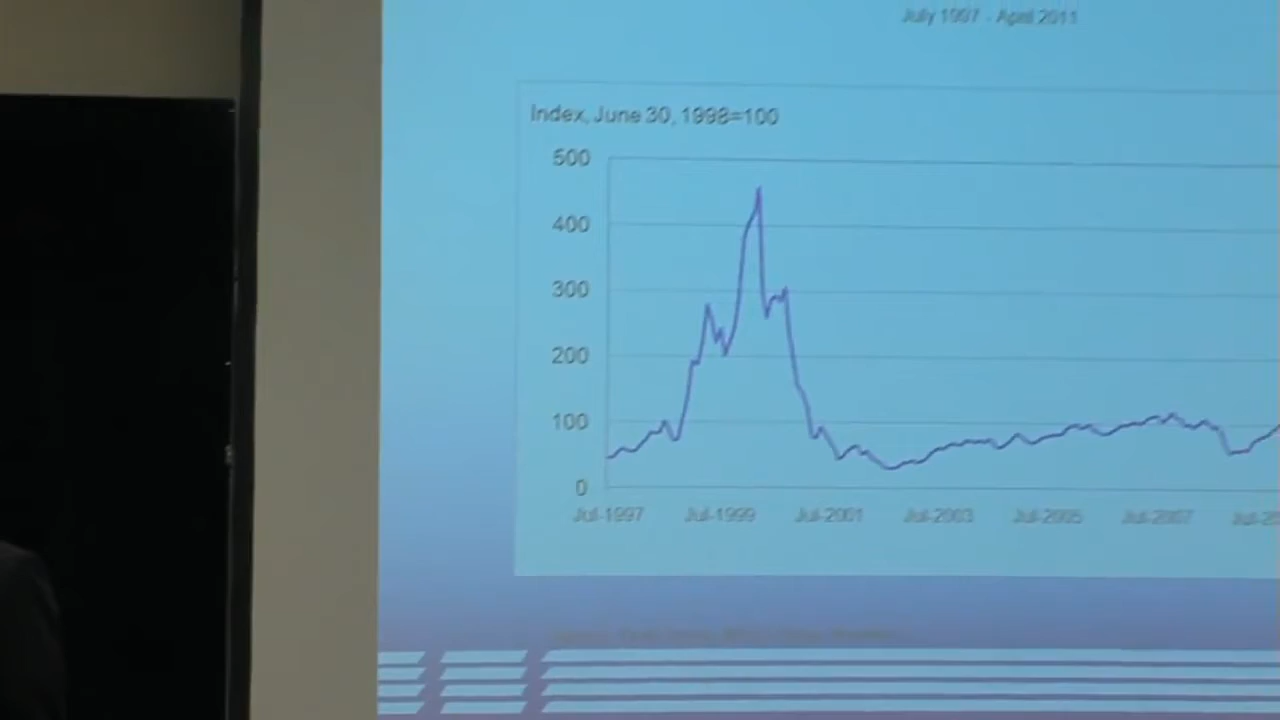 July 1997 - April 2011
Index, June 30, 1998=100
500
400
300
200
100
0
Jul-1997 Jul-1999 Jul-2001 Jul-2003 Jul-2005 Jul-2007